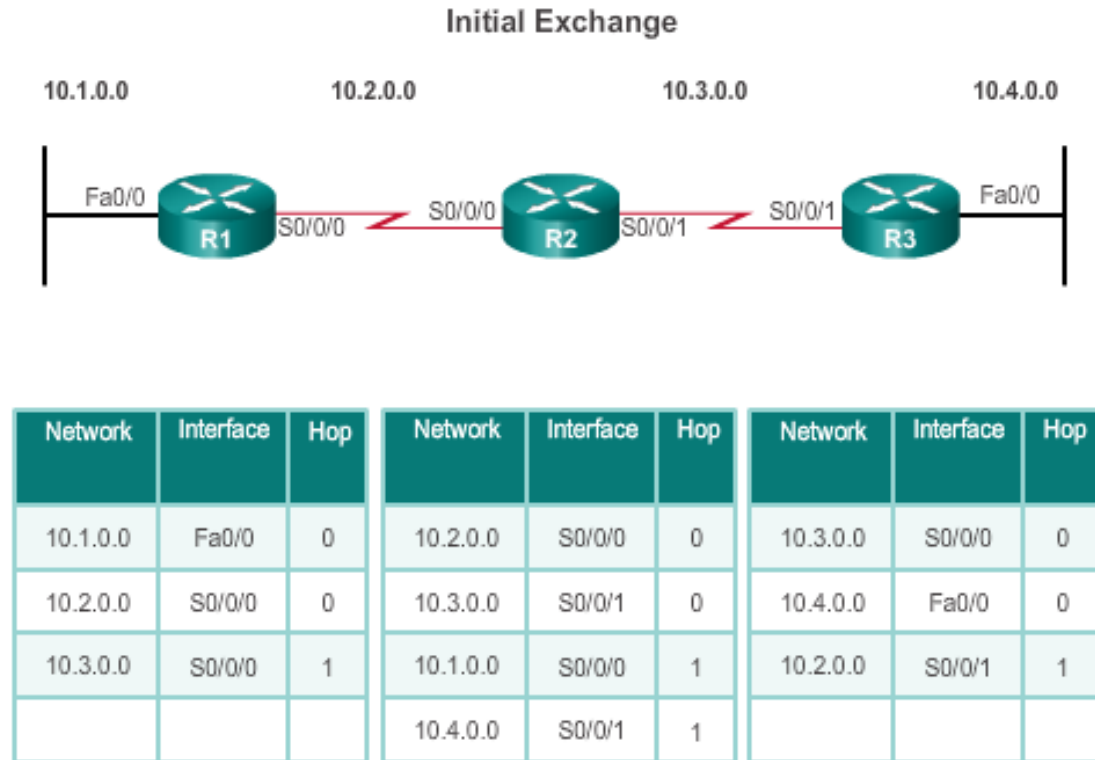 Initial Exchange
10.1.0.0 10.2.0.0 10.3.0.0 10.4.0.0
Fa0/0 S0/0/0 S0/0/0 S0/0/1 S0/0/1 Fa0/0
R1 R2 R3
Network Interface Hop Network Interface Hop Network Interface Hop
10.1.0.0 Fa0/0 0 10.2.0.0 S0/0/0 0 10.3.0.0 S0/0/0 0
10.2.0.0 S0/0/0 0 10.3.0.0 S0/0/1 0 10.4.0.0 Fa0/0 0
10.3.0.0 S0/0/0 1 10.1.0.0 S0/0/0 1 10.2.0.0 S0/0/1 1
10.4.0.0 S0/0/1 1